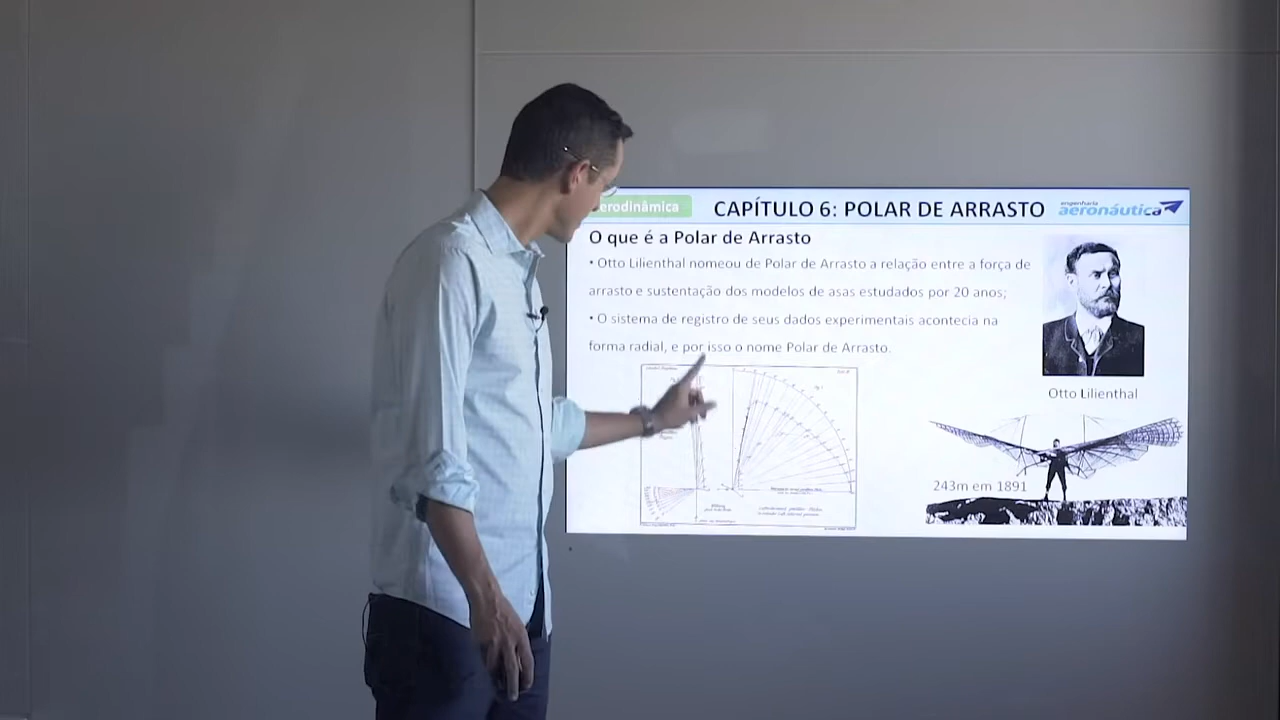 erodinâmica
CAPÍTULO 6: POLAR DE ARRASTO
engenharia
aeronáutica
O que é a Polar de Arrasto
• Otto Lilienthal nomeou de Polar de Arrasto a relação entre a força de
arrasto e sustentação dos modelos de asas estudados por 20 anos;
• O sistema de registro de seus dados experimentais acontecia na
forma radial, e por isso o nome Polar de Arrasto.
Otto Lilienthal
243m em 1891